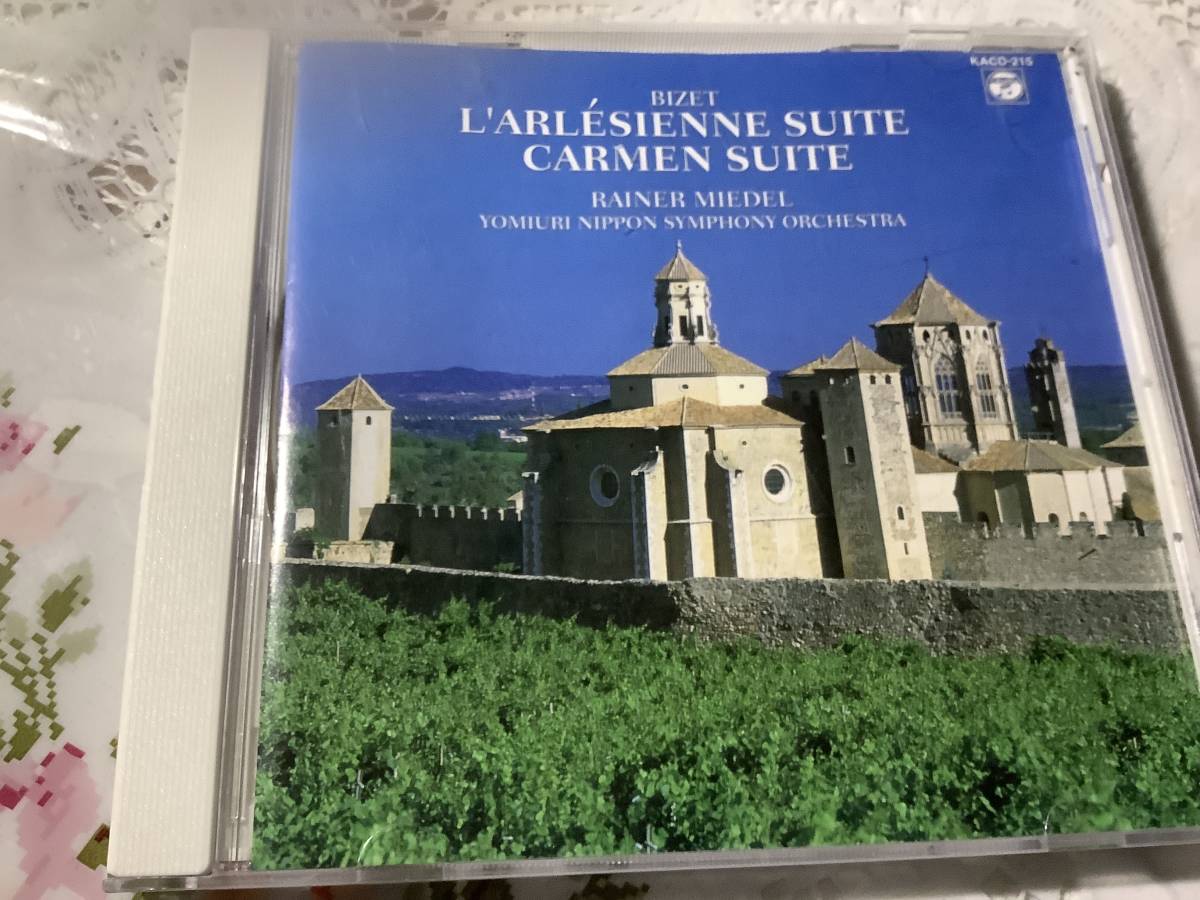 KACD-215
BIZET
L'ARLÉSIENNE SUITE
CARMEN SUITE
RAINER MIEDEL
YOMIURI NIPPON SYMPHONY ORCHESTRA